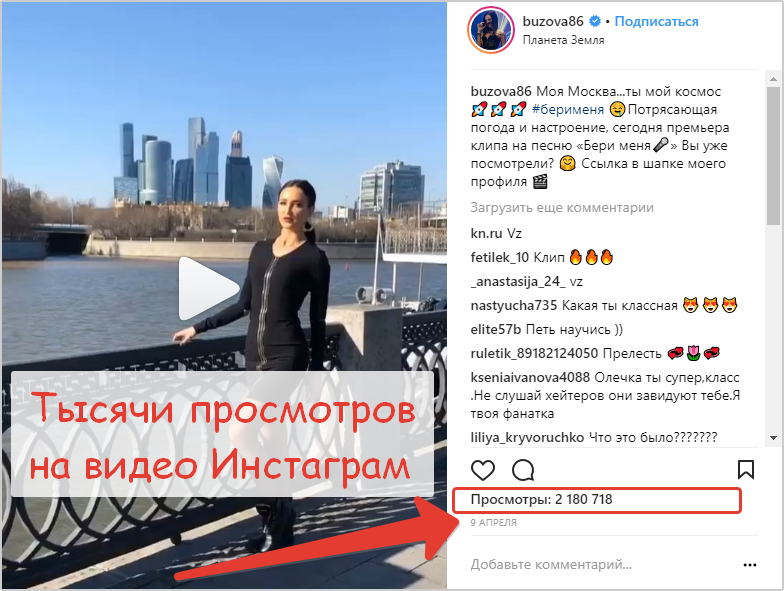 buzova86 • Подписаться
Планета Земля
buzova86 Моя Москва...ты мой космос
🚀🚀🚀 #берименя 😉Потрясающая
погода и настроение, сегодня премьера
клипа на песню «Бери меня🎤» Вы уже
посмотрели? 🤗 Ссылка в шапке моего
профиля 🎬
Загрузить еще комментарии
kn.ru Vz
fetilek_10 Клип 🔥🔥🔥
_anastasija_24_ vz
nastyucha735 Какая ты классная 😻😻😻
elite57b Петь научись ))
ruletik_89182124050 Прелесть 💞🌷💞
kseniaivanova4088 Олечка ты супер,класс
.Не слушай хейтеров они завидуют тебе.Я
твоя фанатка
liliya_kryvoruchko Что это было???????
Тысячи просмотров
на видео Инстаграм
Просмотры: 2 180 718
9 АПРЕЛЯ
Добавьте комментарий...